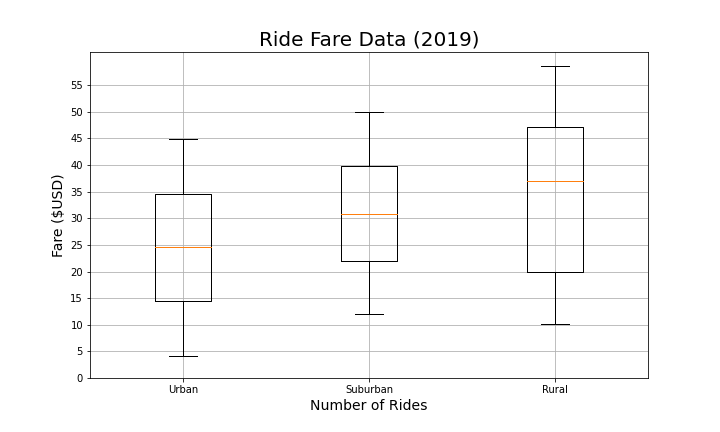 Ride Fare Data (2019)
Fare ($USD)
55
50
45
40
35
30
25
20
15
10
5
0
Urban
Suburban
Rural
Number of Rides